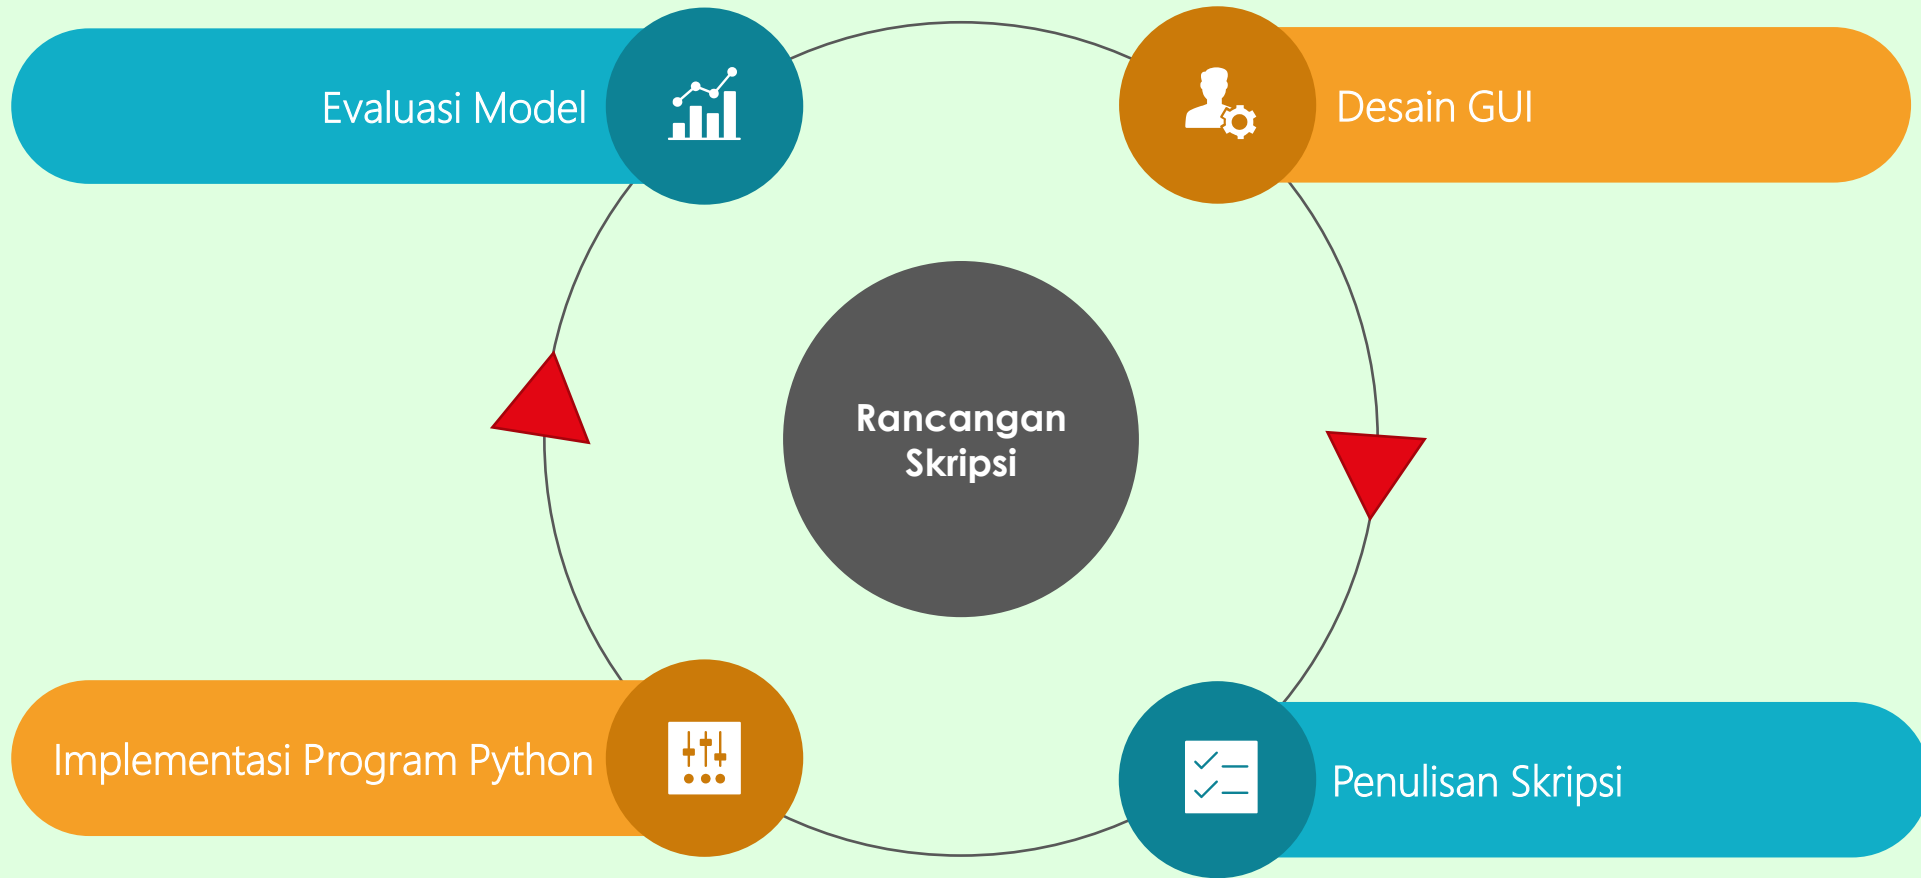 Evaluasi Model
Desain GUI
Rancangan
Skripsi
Implementasi Program Python
Penulisan Skripsi